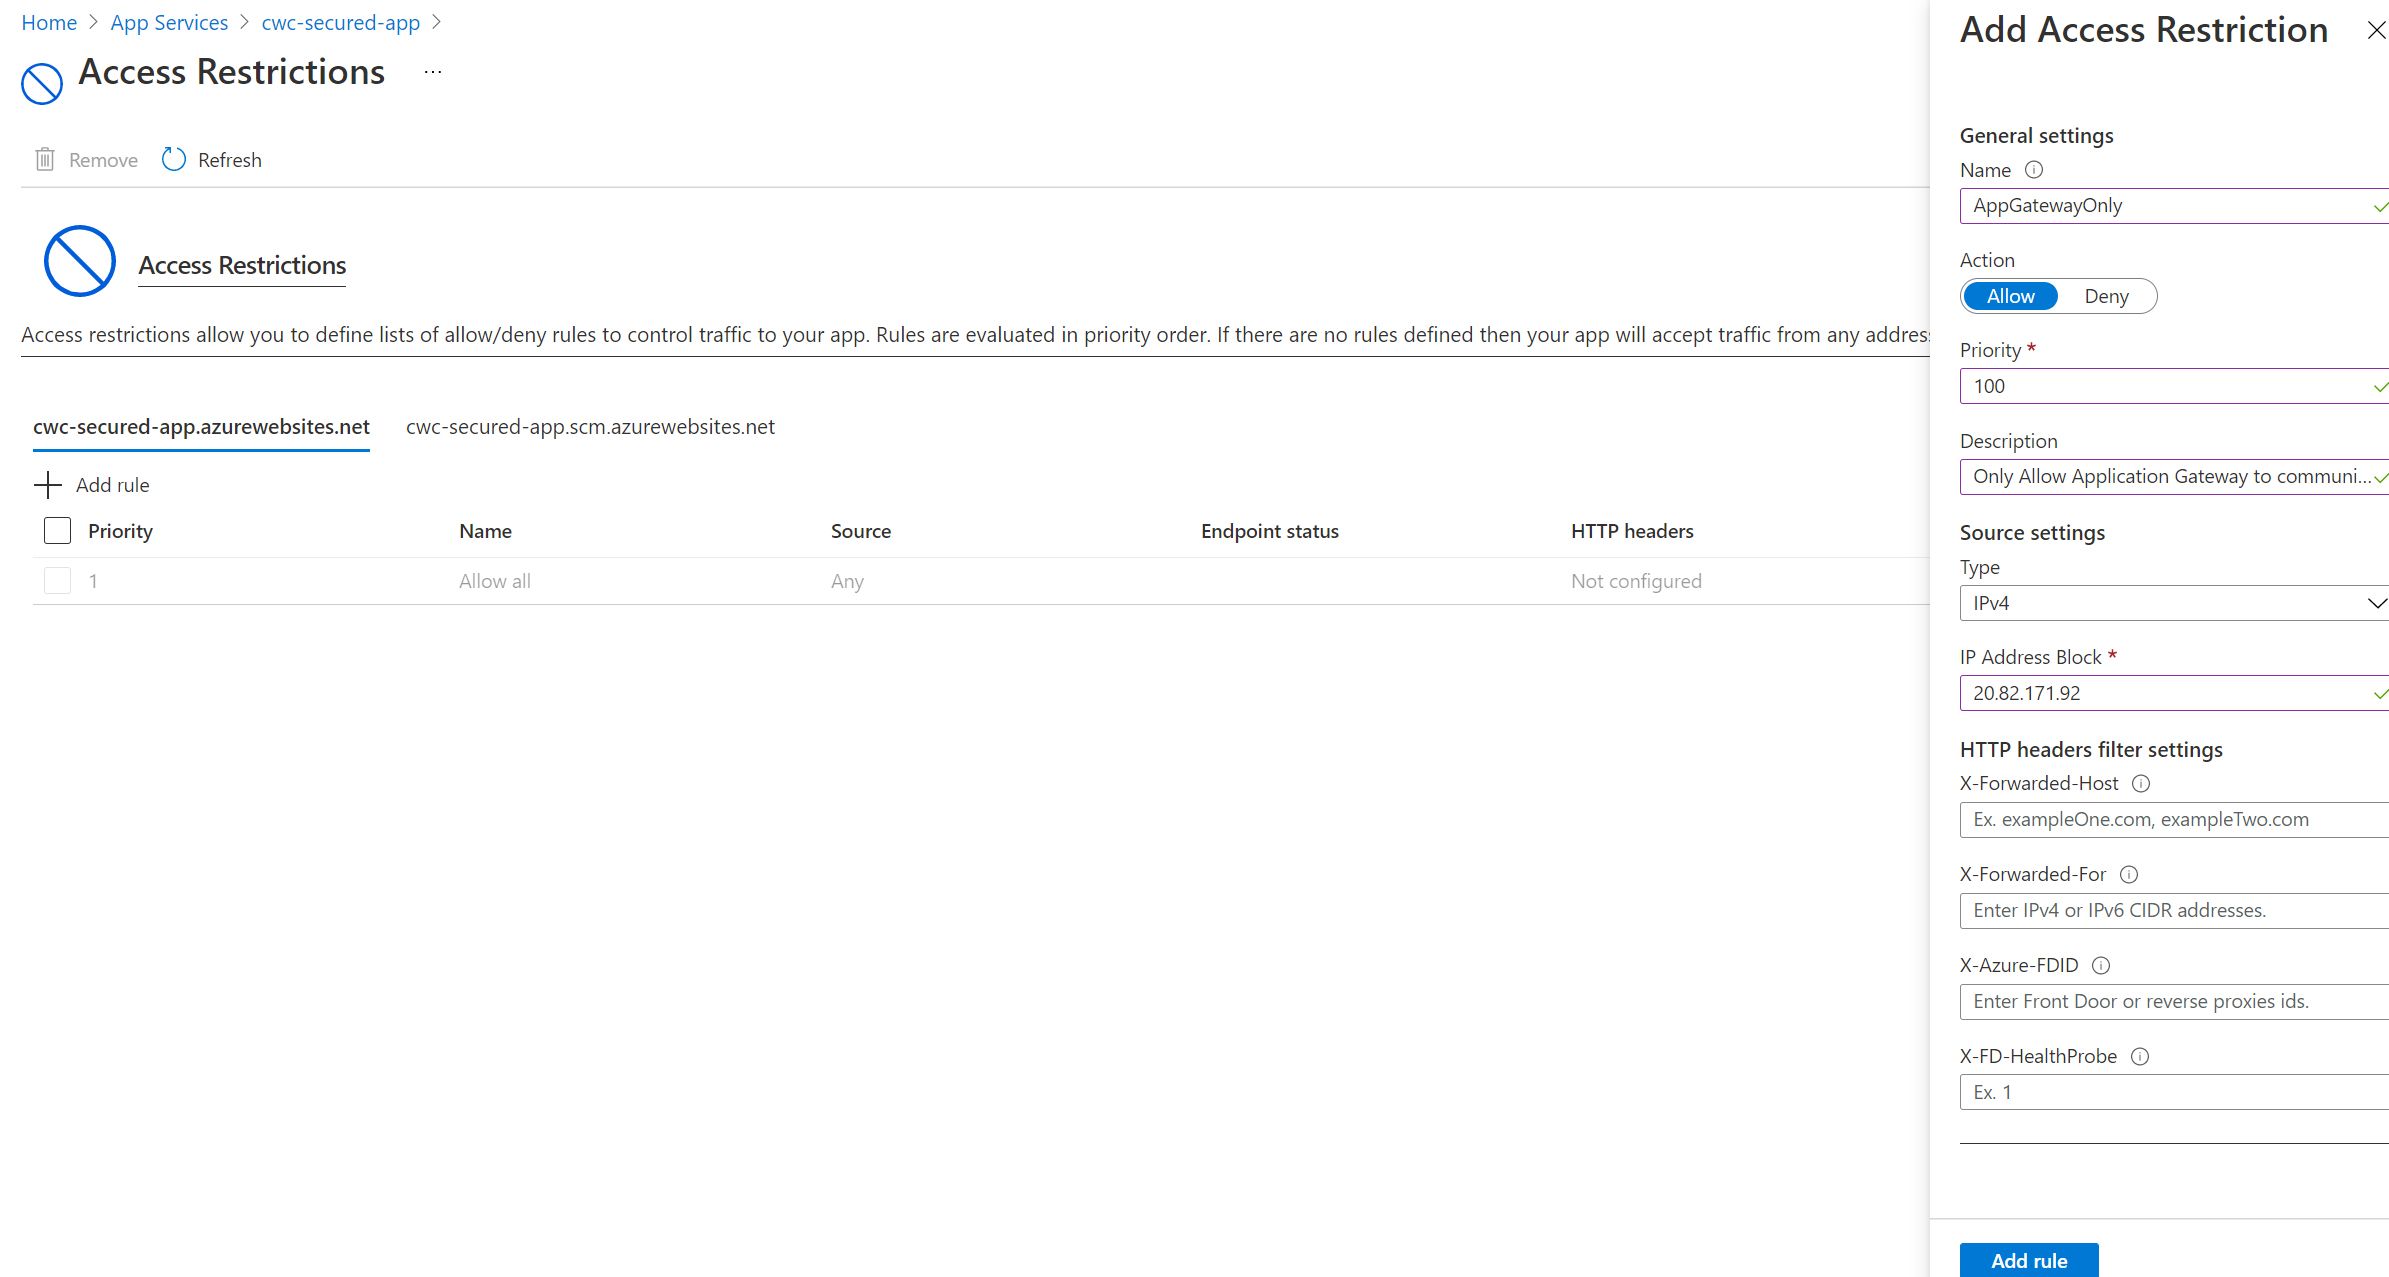 Home > App Services > cwc-secured-app >
Access Restrictions ...
Remove Refresh
Access Restrictions
Access restrictions allow you to define lists of allow/deny rules to control traffic to your app. Rules are evaluated in priority order. If there are no rules defined then your app will accept traffic from any
cwc-secured-app.azurewebsites.net cwc-secured-app.scm.azurewebsites.net
Add rule
Priority Name Source Endpoint status HTTP headers
1 Allow all Any Not configured
Add Access Restriction
General settings
Name
AppGatewayOnly
Action
Allow Deny
Priority *
100
Description
Only Allow Application Gateway to communi...
Source settings
Type
IPv4
IP Address Block *
20.82.171.92
HTTP headers filter settings
X-Forwarded-Host
Ex. exampleOne.com, exampleTwo.com
X-Forwarded-For
Enter IPv4 or IPv6 CIDR addresses.
X-Azure-FDID
Enter Front Door or reverse proxies ids.
X-FD-HealthProbe
Ex. 1
Add rule